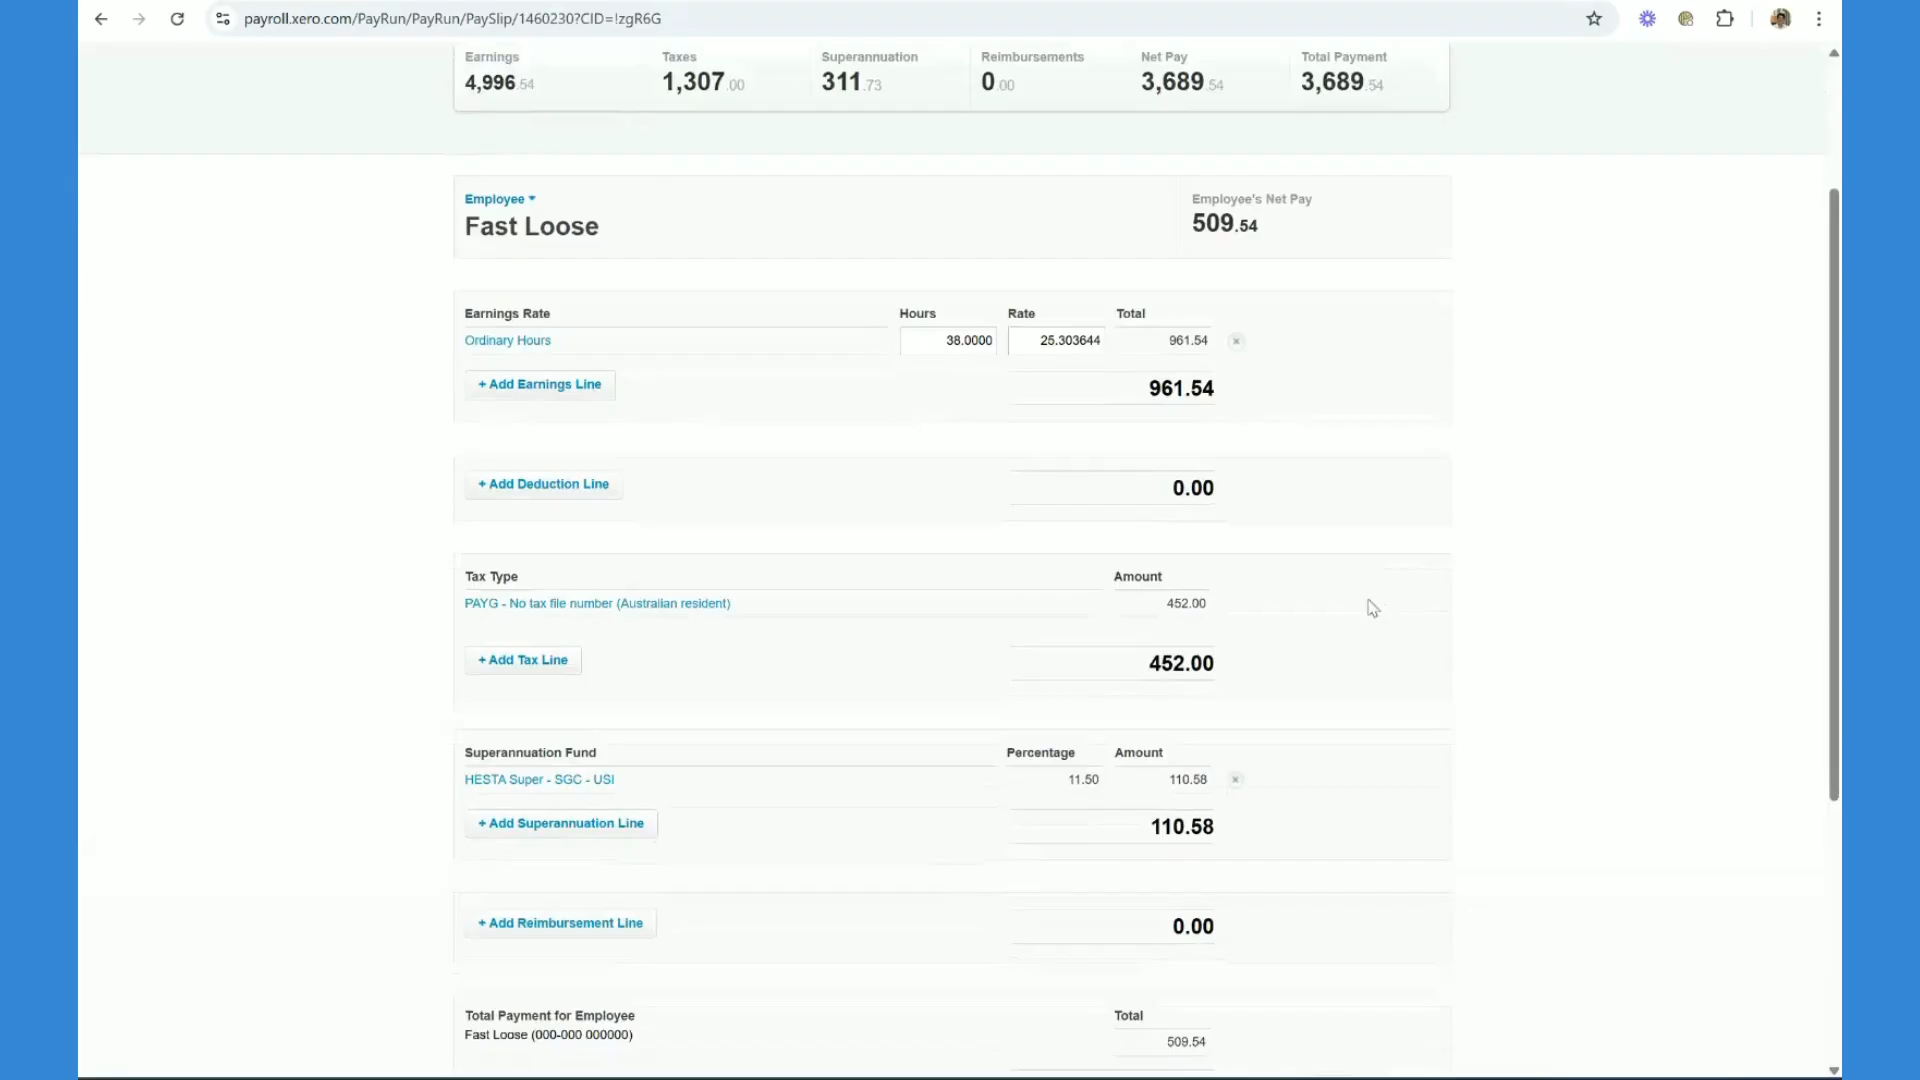 payroll.xero.com/PayRun/PayRun/PaySlip/1460230?CID=!zgR6G
Earnings Taxes Superannuation Reimbursements Net Pay Total Payment
4,996.54 1,307.00 311.73 0.00 3,689.54 3,689.54
Employee Employee's Net Pay
Fast Loose 509.54
Earnings Rate Hours Rate Total
Ordinary Hours 38.0000 25.303644 961.54
+ Add Earnings Line 961.54
+ Add Deduction Line 0.00
Tax Type Amount
PAYG - No tax file number (Australian resident) 452.00
+ Add Tax Line 452.00
Superannuation Fund Percentage Amount
HESTA Super - SGC - USI 11.50 110.58
+ Add Superannuation Line 110.58
+ Add Reimbursement Line 0.00
Total Payment for Employee Total
Fast Loose (000-000 000000)
509.54